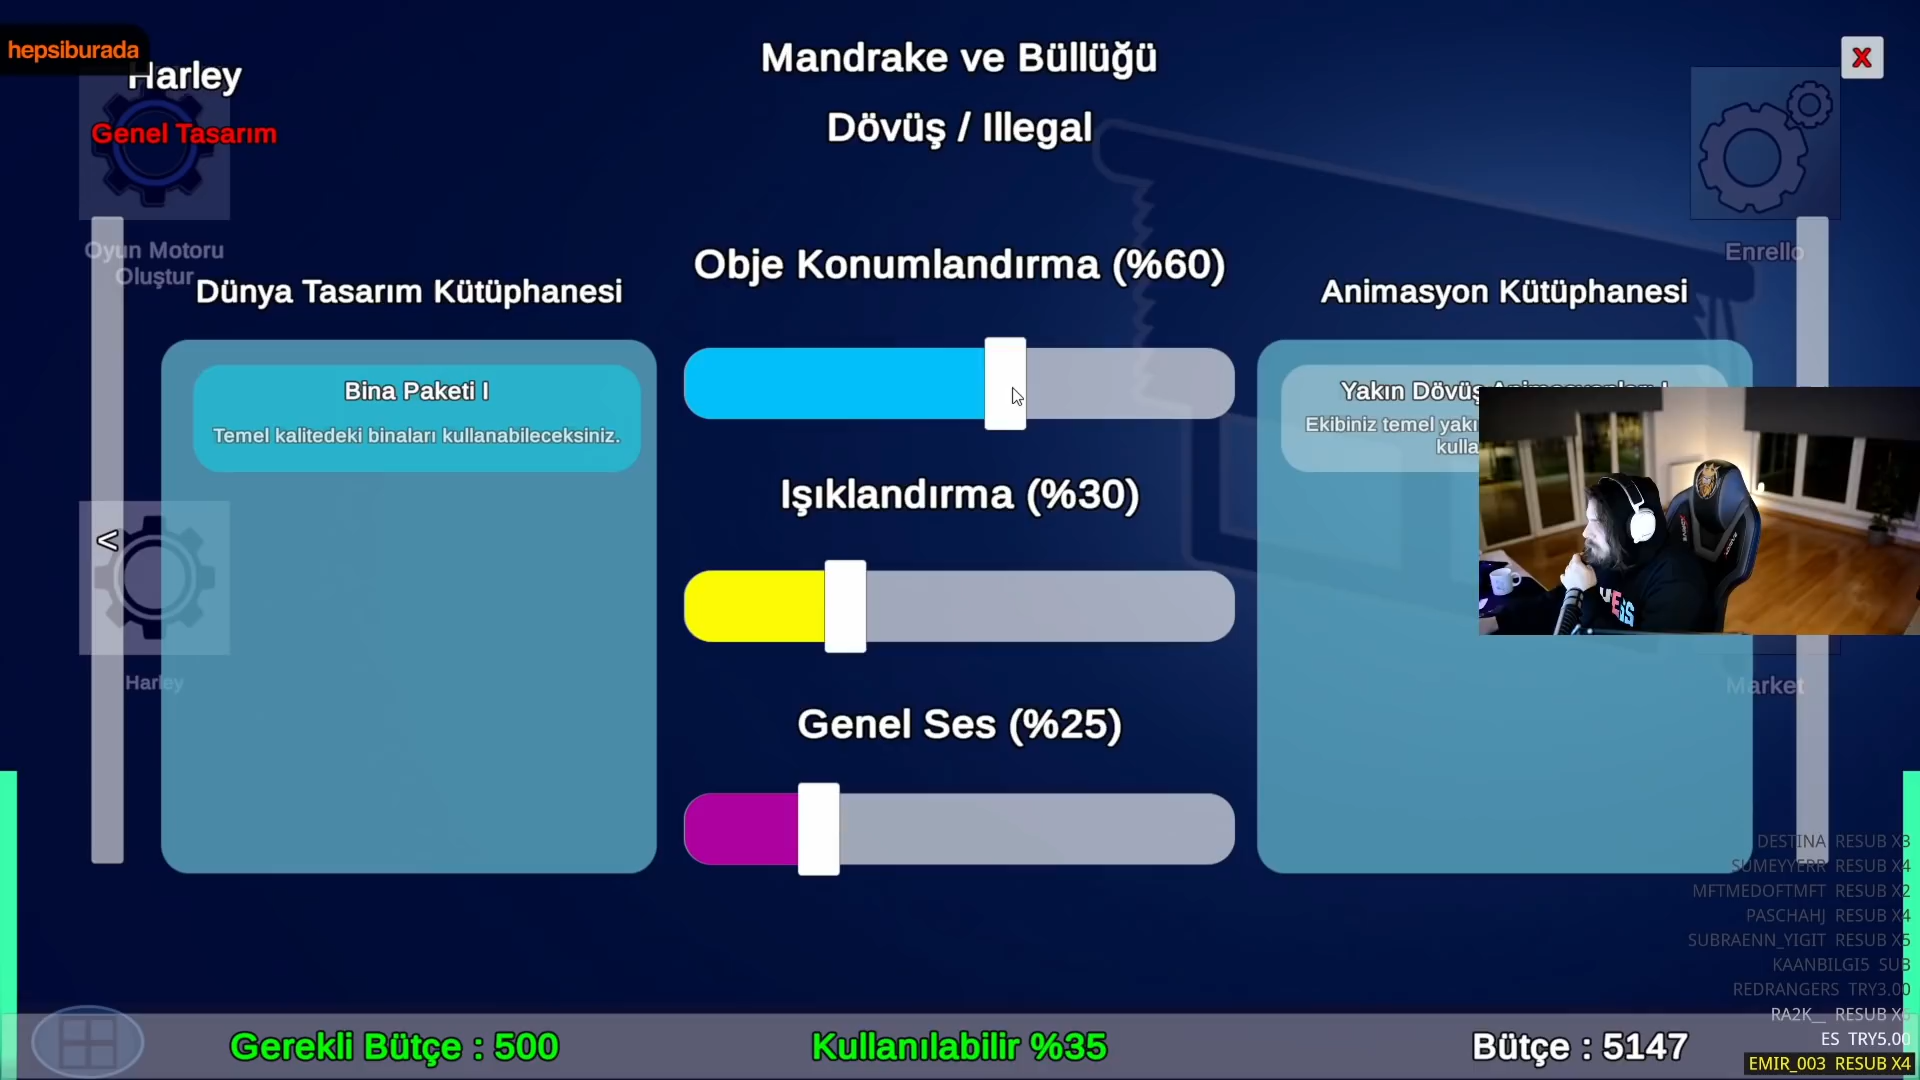 hepsiburada
Harley
Genel Tasarım
Mandrake ve Büllüğü
Dövüş / Illegal
X
Oyun Motoru
Oluştur
Enrello
Dünya Tasarım Kütüphanesi
Obje Konumlandırma (%60)
Animasyon Kütüphanesi
Bina Paketi I
Temel kalitedeki binaları kullanabileceksiniz.
Yakın Dövüş
Ekibiniz temel
Işıklandırma (%30)
<
Harley
Market
Genel Ses (%25)
DESTINA RESUB X3
SUMEYYERR RESUB X4
MFTMEDOFTMFT RESUB X2
PASCHAHJ RESUB X4
SUBRAENN_YIGIT RESUB X5
KAANBILGI5 SUB
REDRANGERS TRY3.00
RA2K__ RESUB X6
ES TRY5.00
EMIR_003 RESUB X4
Gerekli Bütçe : 500
Kullanılabilir %35
Bütçe : 5147